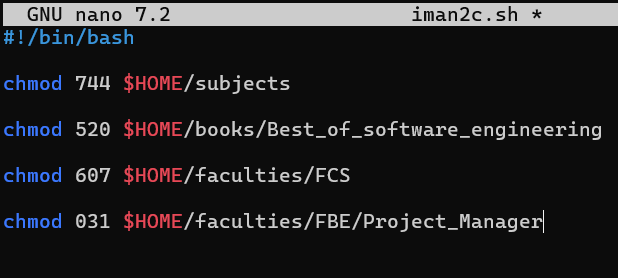 GNU nano 7.2 iman2c.sh *
#!/bin/bash
chmod 744 $HOME/subjects
chmod 520 $HOME/books/Best_of_software_engineering
chmod 607 $HOME/faculties/FCS
chmod 031 $HOME/faculties/FBE/Project_Manager